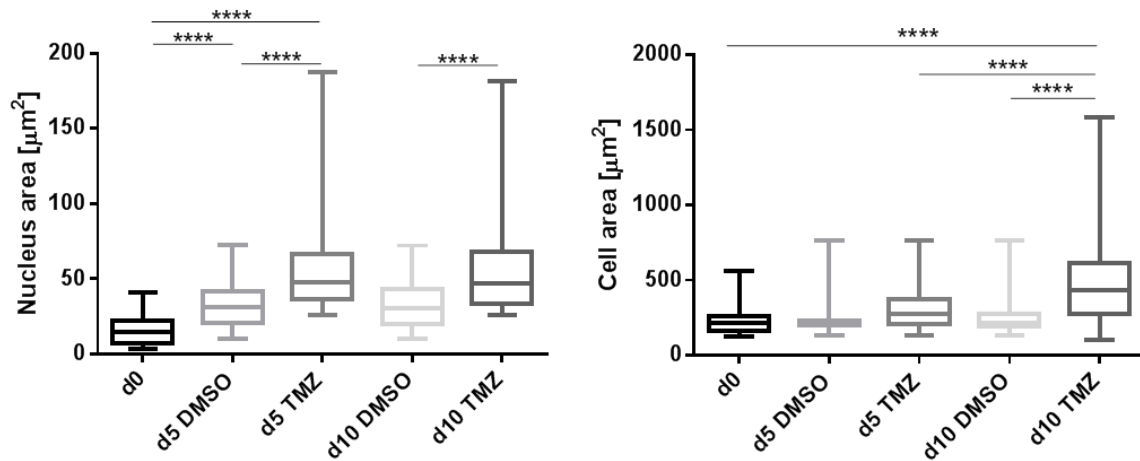 ****
****
****
****
200
150
100
50
0
Nucleus area [μm²]
d0
d5 DMSO
d5 TMZ
d10 DMSO
d10 TMZ
****
****
****
2000
1500
1000
500
0
Cell area [μm²]
d0
d5 DMSO
d5 TMZ
d10 DMSO
d10 TMZ